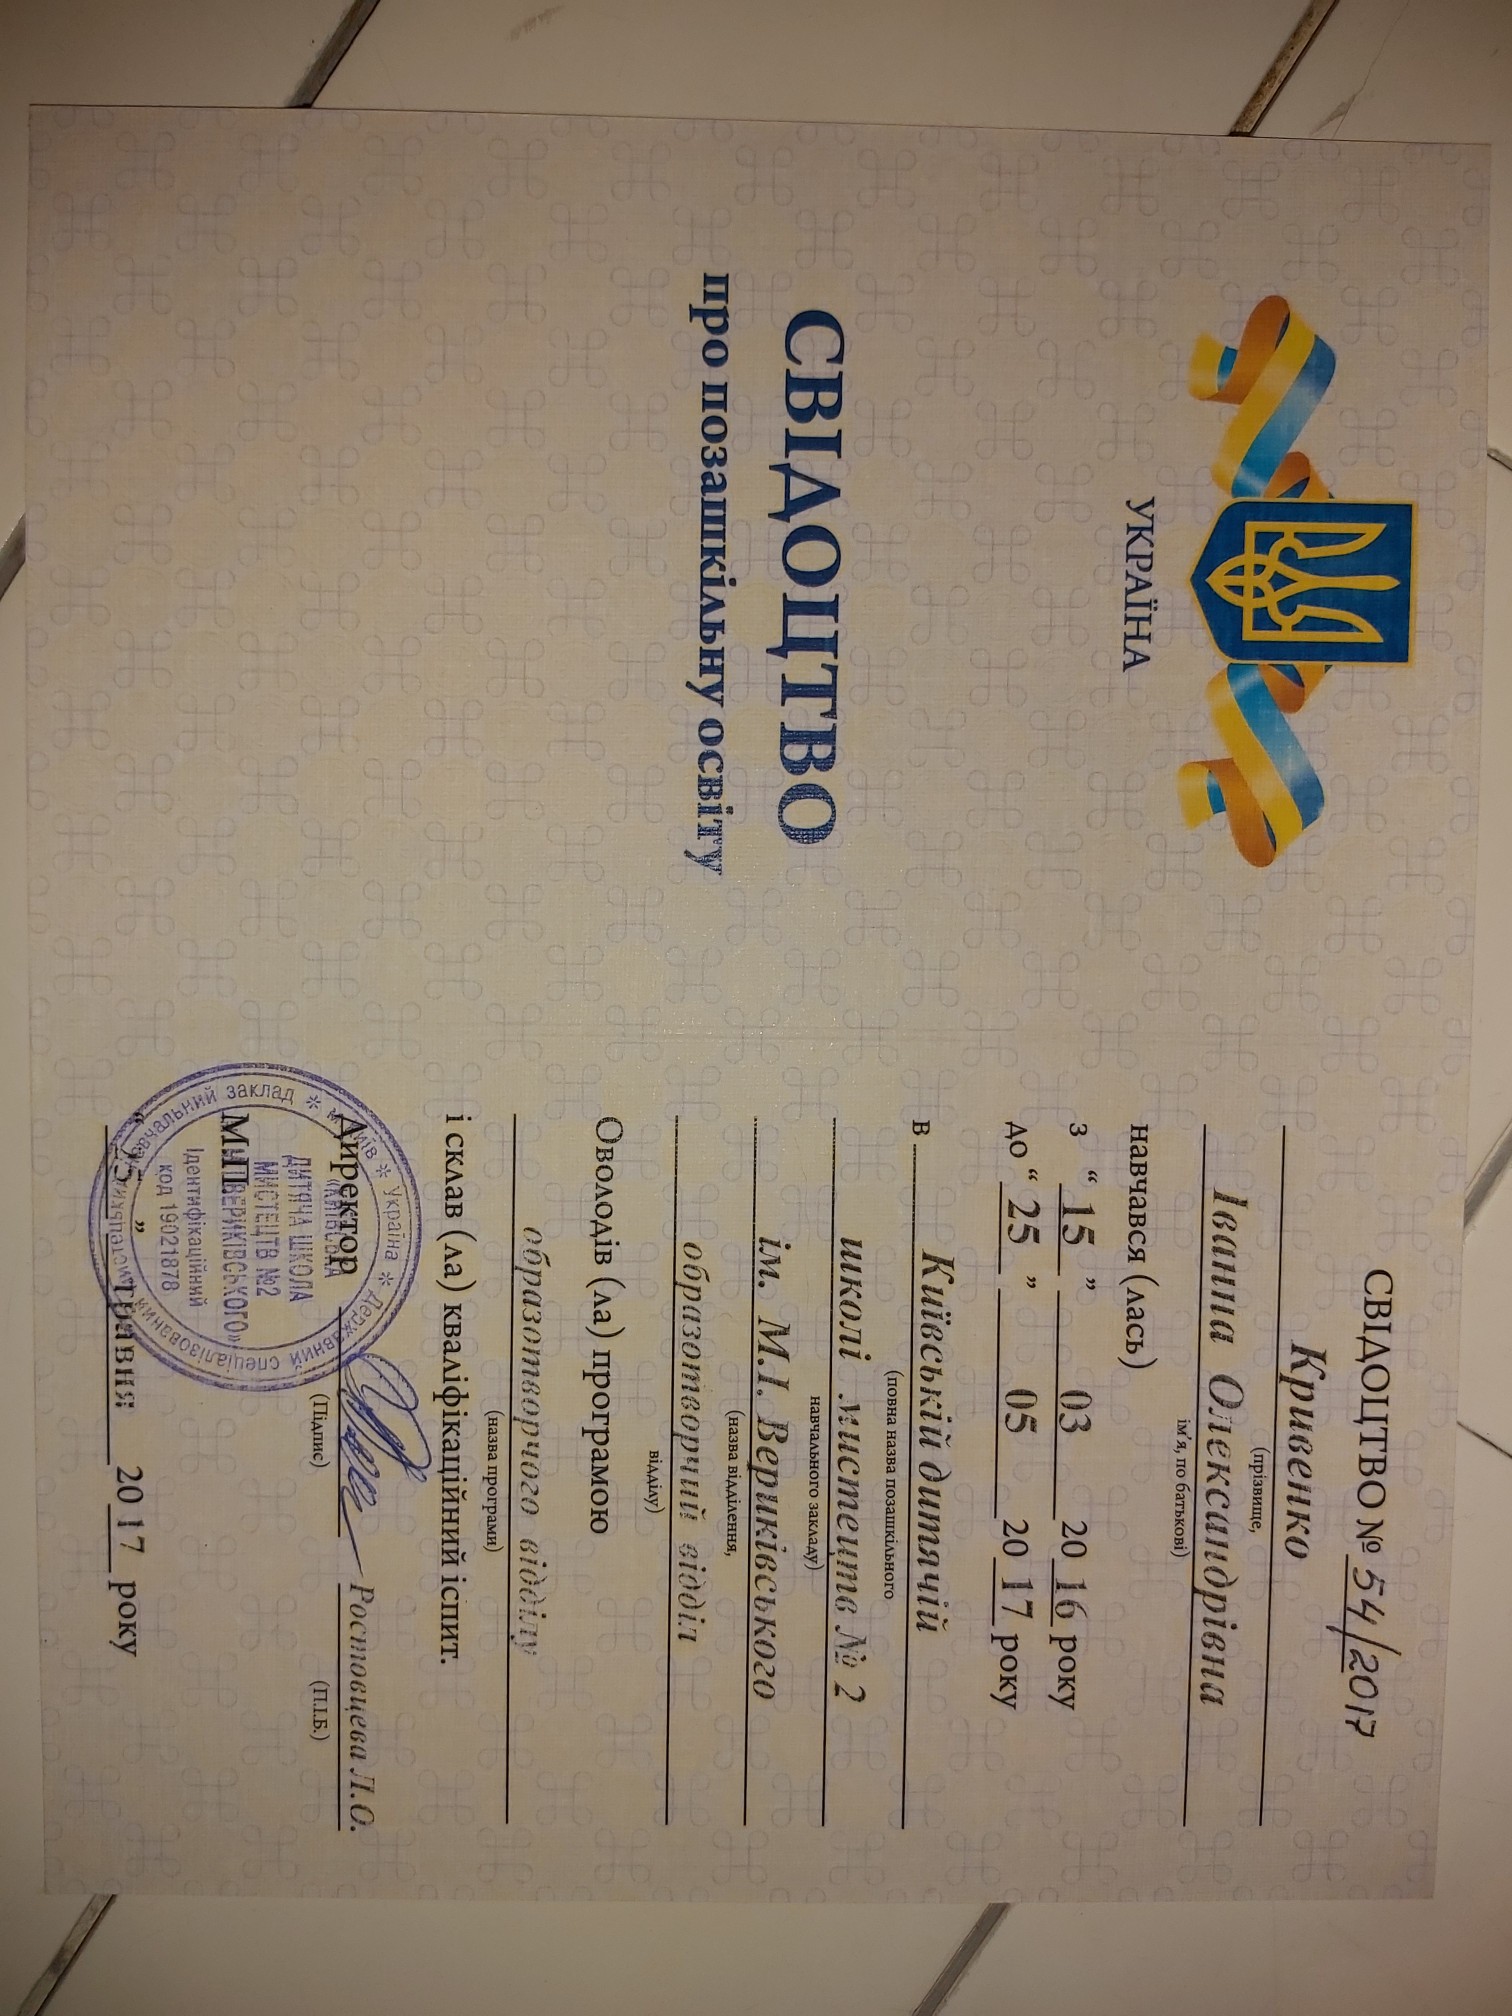 УКРАЇНА
СВІДОЦТВО
про позашкільну освіту
СВІДОЦТВО № 54/2017
Кривенко
(прізвище,
Іванна Олександрівна
ім'я, по батькові)
навчався (лась)
з “ 15 ” 03 20 16 року
до “ 25 ” 05 20 17 року
в Київській дитячій
(повна назва позашкільного
школі мистецтв № 2
навчального закладу)
ім. М.І. Вериківського
(назва відділення,
образотворчий відділ
відділу)
Оволодів (ла) програмою
образотворчого відділу
(назва програми)
і склав (ла) кваліфікаційний іспит.
Директор Ростовцева Л.О.
(Підпис) (П.І.Б.)
М.П.
“ 25 ” травня 20 17 року
м. Київ * Україна * Державний спеціалізований мистецький навчальний заклад *
«КИЇВСЬКА
ДИТЯЧА ШКОЛА
МИСТЕЦТВ №2
ВЕРИКІВСЬКОГО»
Ідентифікаційний
код 19021878